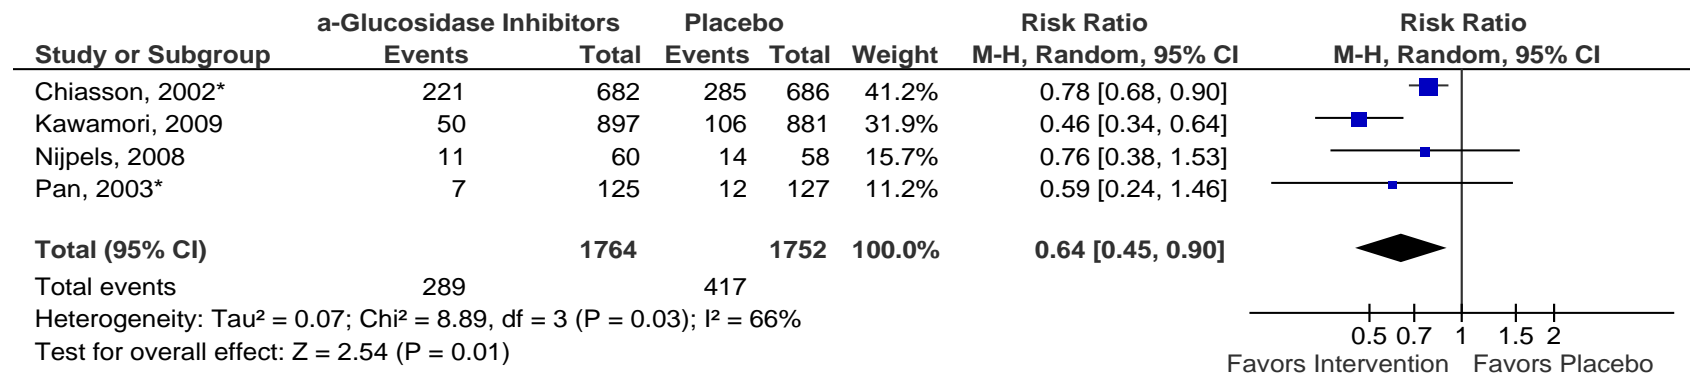 a-Glucosidase Inhibitors Placebo Risk Ratio Risk Ratio
Study or Subgroup Events Total Events Total Weight M-H, Random, 95% CI M-H, Random, 95% CI
Chiasson, 2002* 221 682 285 686 41.2% 0.78 [0.68, 0.90]
Kawamori, 2009 50 897 106 881 31.9% 0.46 [0.34, 0.64]
Nijpels, 2008 11 60 14 58 15.7% 0.76 [0.38, 1.53]
Pan, 2003* 7 125 12 127 11.2% 0.59 [0.24, 1.46]
Total (95% CI) 1764 1752 100.0% 0.64 [0.45, 0.90]
Total events 289 417
Heterogeneity: Tau² = 0.07; Chi² = 8.89, df = 3 (P = 0.03); I² = 66%
Test for overall effect: Z = 2.54 (P = 0.01)
0.5 0.7 1 1.5 2
Favors Intervention Favors Placebo